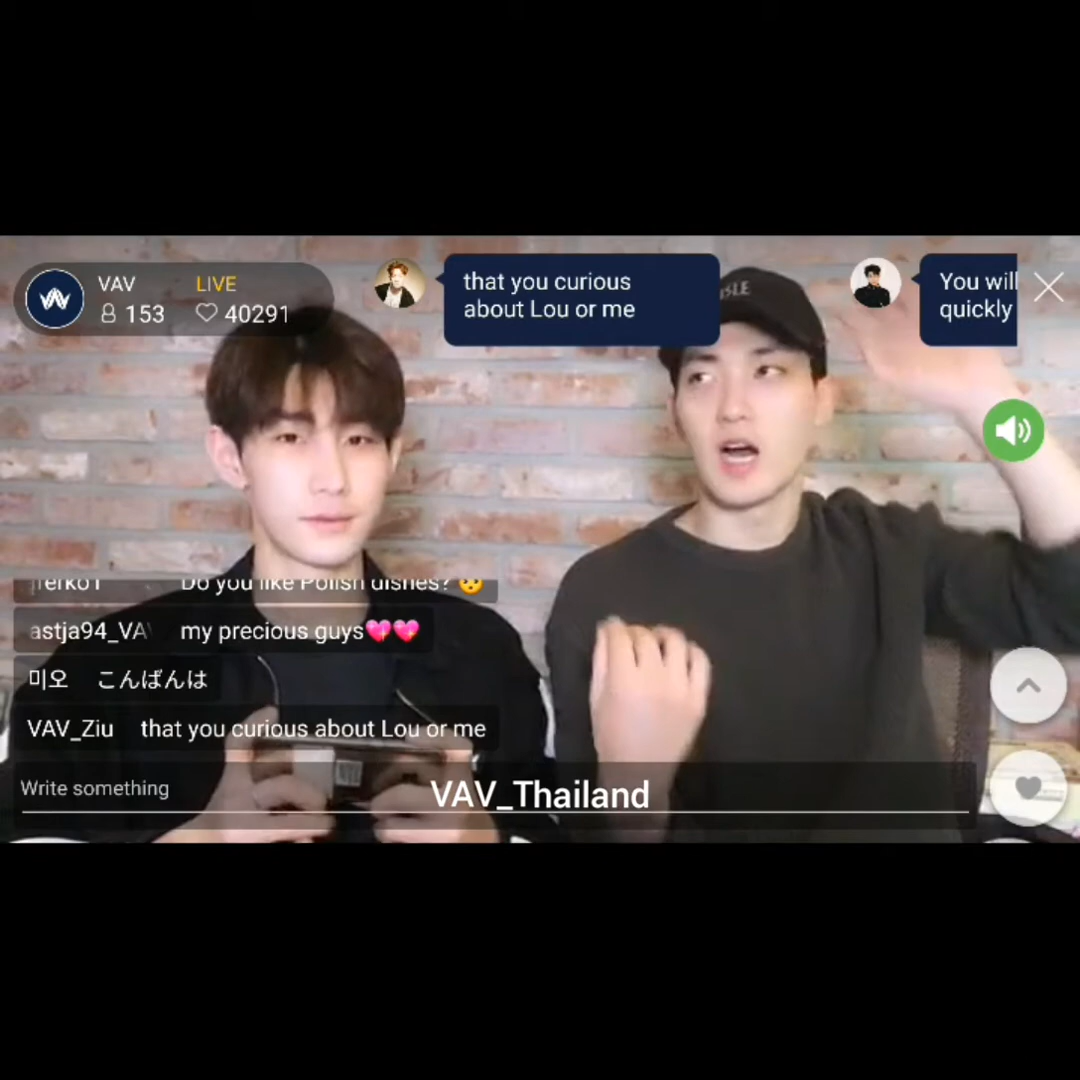 VAV LIVE
153 40291
that you curious
about Lou or me
You will
quickly
Do you like Polish dishes? 🥺
astja94_VAV my precious guys💖💖
미오 こんばんは
VAV_Ziu that you curious about Lou or me
Write something
VAV_Thailand